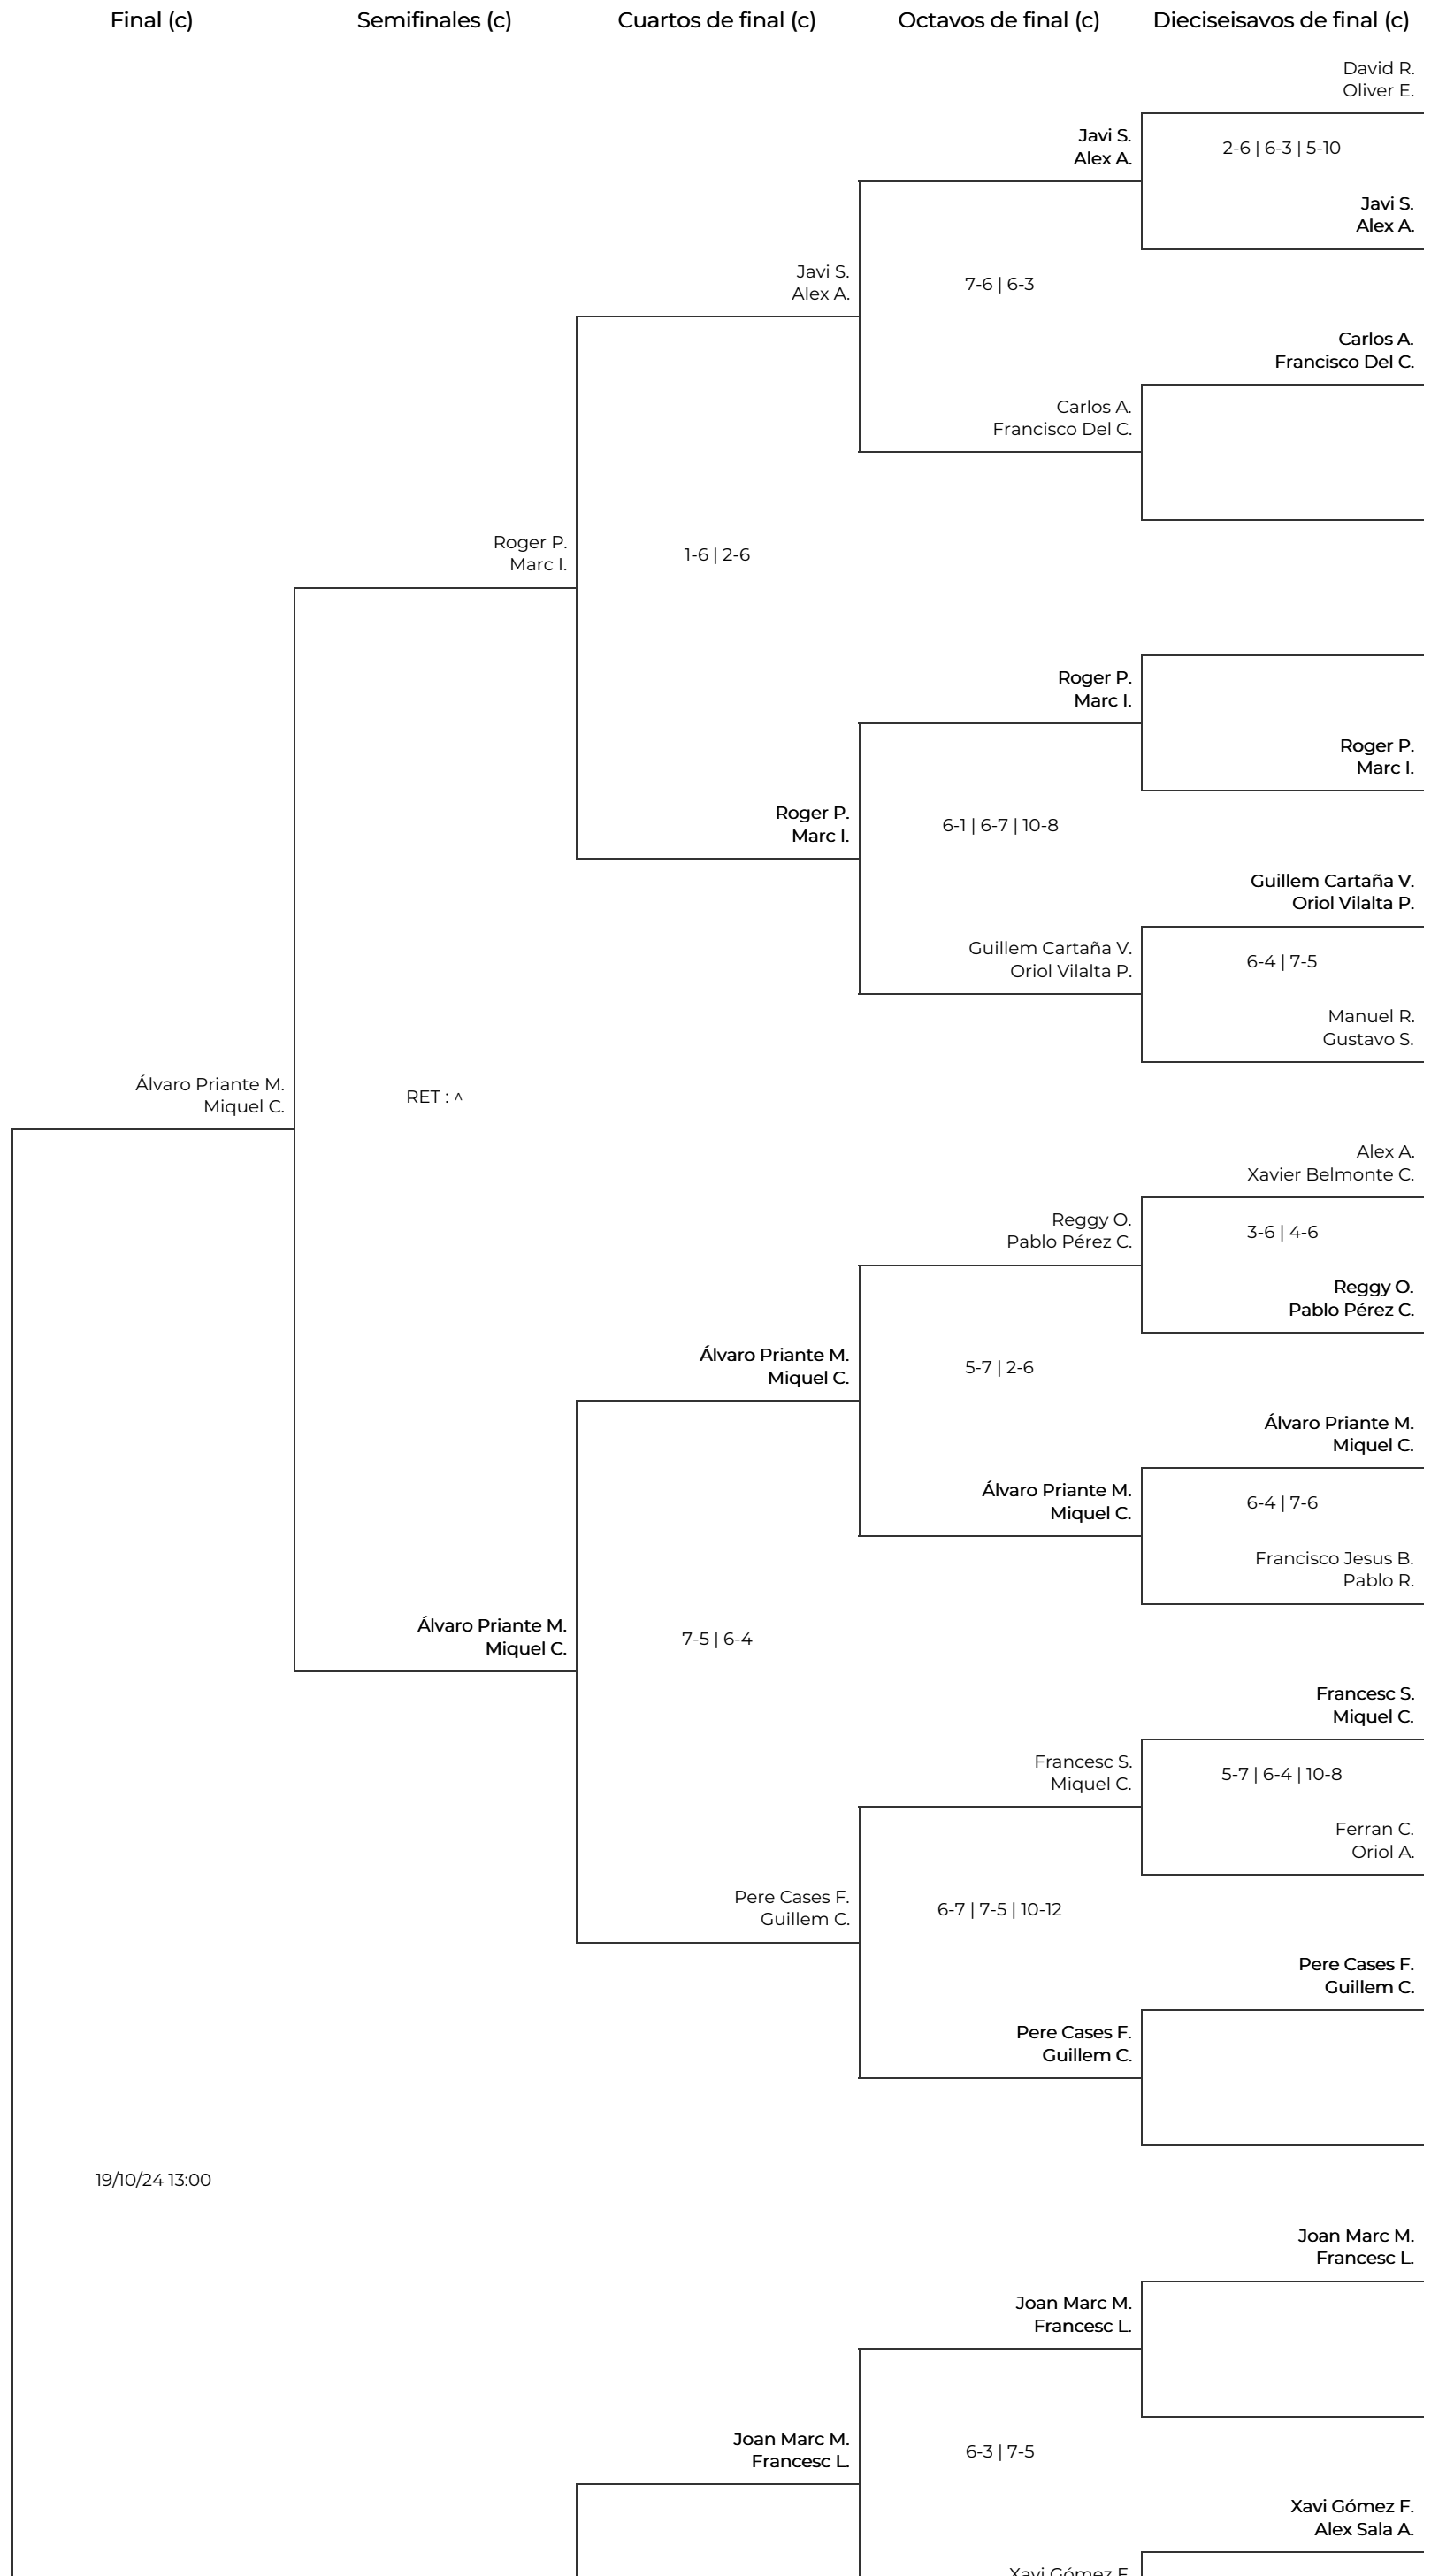 Final (c)
Semifinales (c)
Cuartos de final (c)
Octavos de final (c)
Dieciseisavos de final (c)
David R.
Oliver E.
Javi S.
Alex A.
2-6 | 6-3 | 5-10
Javi S.
Alex A.
Javi S.
Alex A.
7-6 | 6-3
Carlos A.
Francisco Del C.
Carlos A.
Francisco Del C.
Roger P.
Marc I.
1-6 | 2-6
Roger P.
Marc I.
Roger P.
Marc I.
Roger P.
Marc I.
6-1 | 6-7 | 10-8
Guillem Cartaña V.
Oriol Vilalta P.
Guillem Cartaña V.
Oriol Vilalta P.
6-4 | 7-5
Manuel R.
Gustavo S.
Álvaro Priante M.
Miquel C.
RET : ^
Alex A.
Xavier Belmonte C.
Reggy O.
Pablo Pérez C.
3-6 | 4-6
Reggy O.
Pablo Pérez C.
Álvaro Priante M.
Miquel C.
5-7 | 2-6
Álvaro Priante M.
Miquel C.
Álvaro Priante M.
Miquel C.
6-4 | 7-6
Francisco Jesus B.
Pablo R.
Álvaro Priante M.
Miquel C.
7-5 | 6-4
Francesc S.
Miquel C.
Francesc S.
Miquel C.
5-7 | 6-4 | 10-8
Ferran C.
Oriol A.
Pere Cases F.
Guillem C.
6-7 | 7-5 | 10-12
Pere Cases F.
Guillem C.
Pere Cases F.
Guillem C.
19/10/24 13:00
Joan Marc M.
Francesc L.
Joan Marc M.
Francesc L.
Joan Marc M.
Francesc L.
6-3 | 7-5
Xavi Gómez F.
Alex Sala A.
Xavi Gómez F.